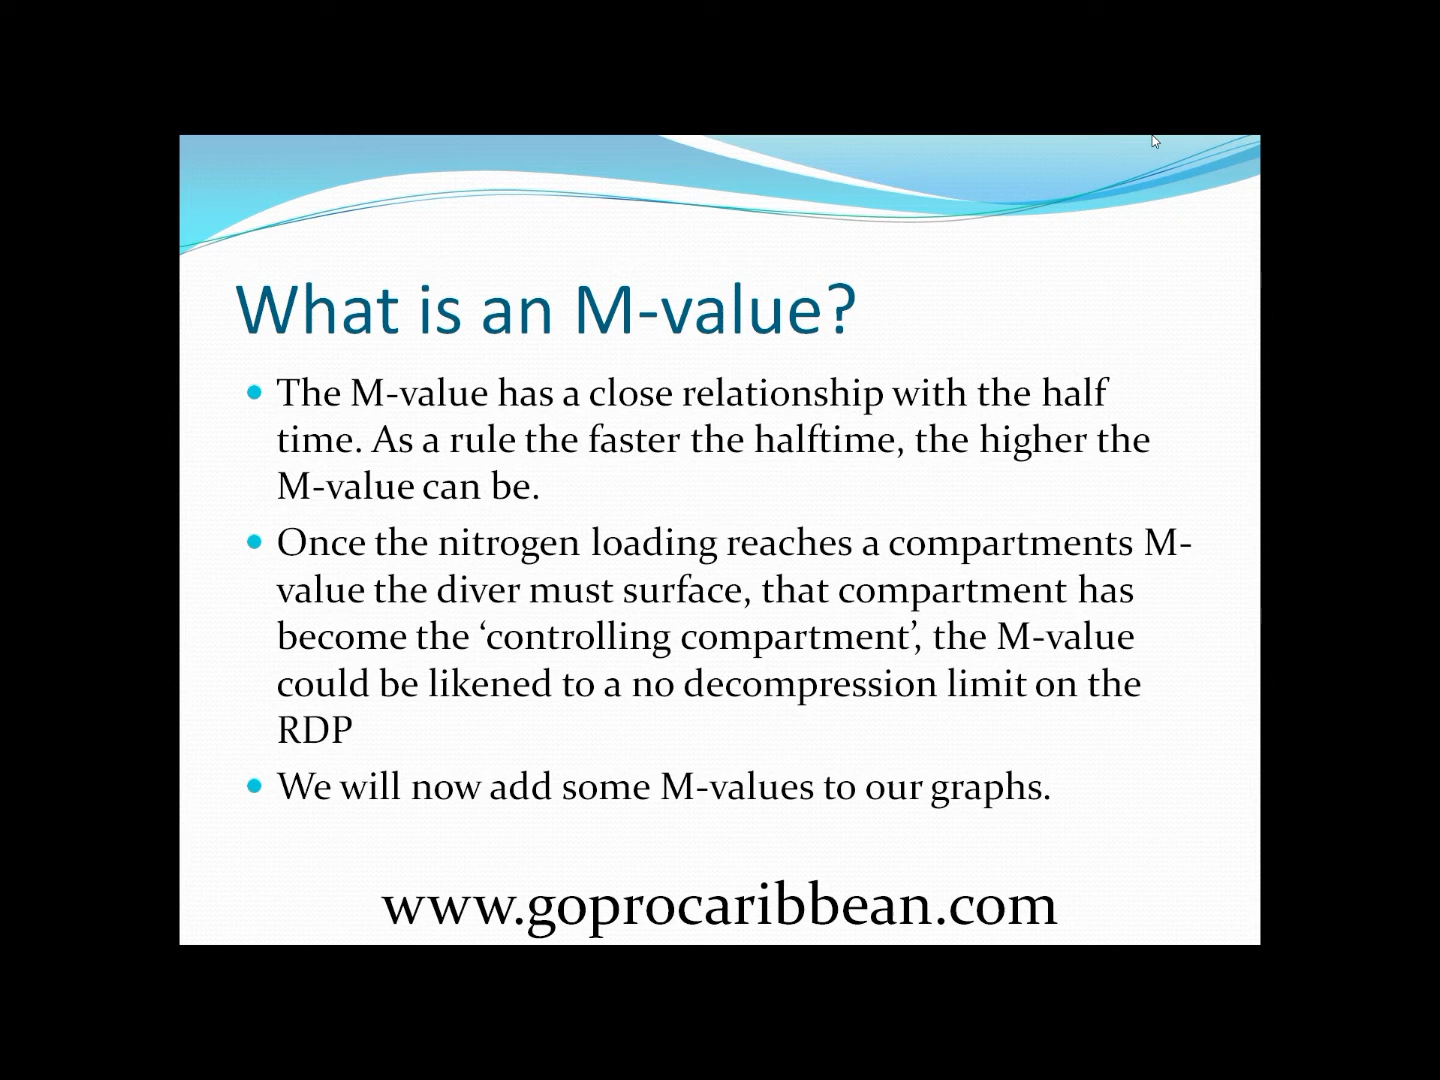 What is an M-value?
The M-value has a close relationship with the half
time. As a rule the faster the halftime, the higher the
M-value can be.
Once the nitrogen loading reaches a compartments M-
value the diver must surface, that compartment has
become the ‘controlling compartment’, the M-value
could be likened to a no decompression limit on the
RDP
We will now add some M-values to our graphs.
www.goprocaribbean.com